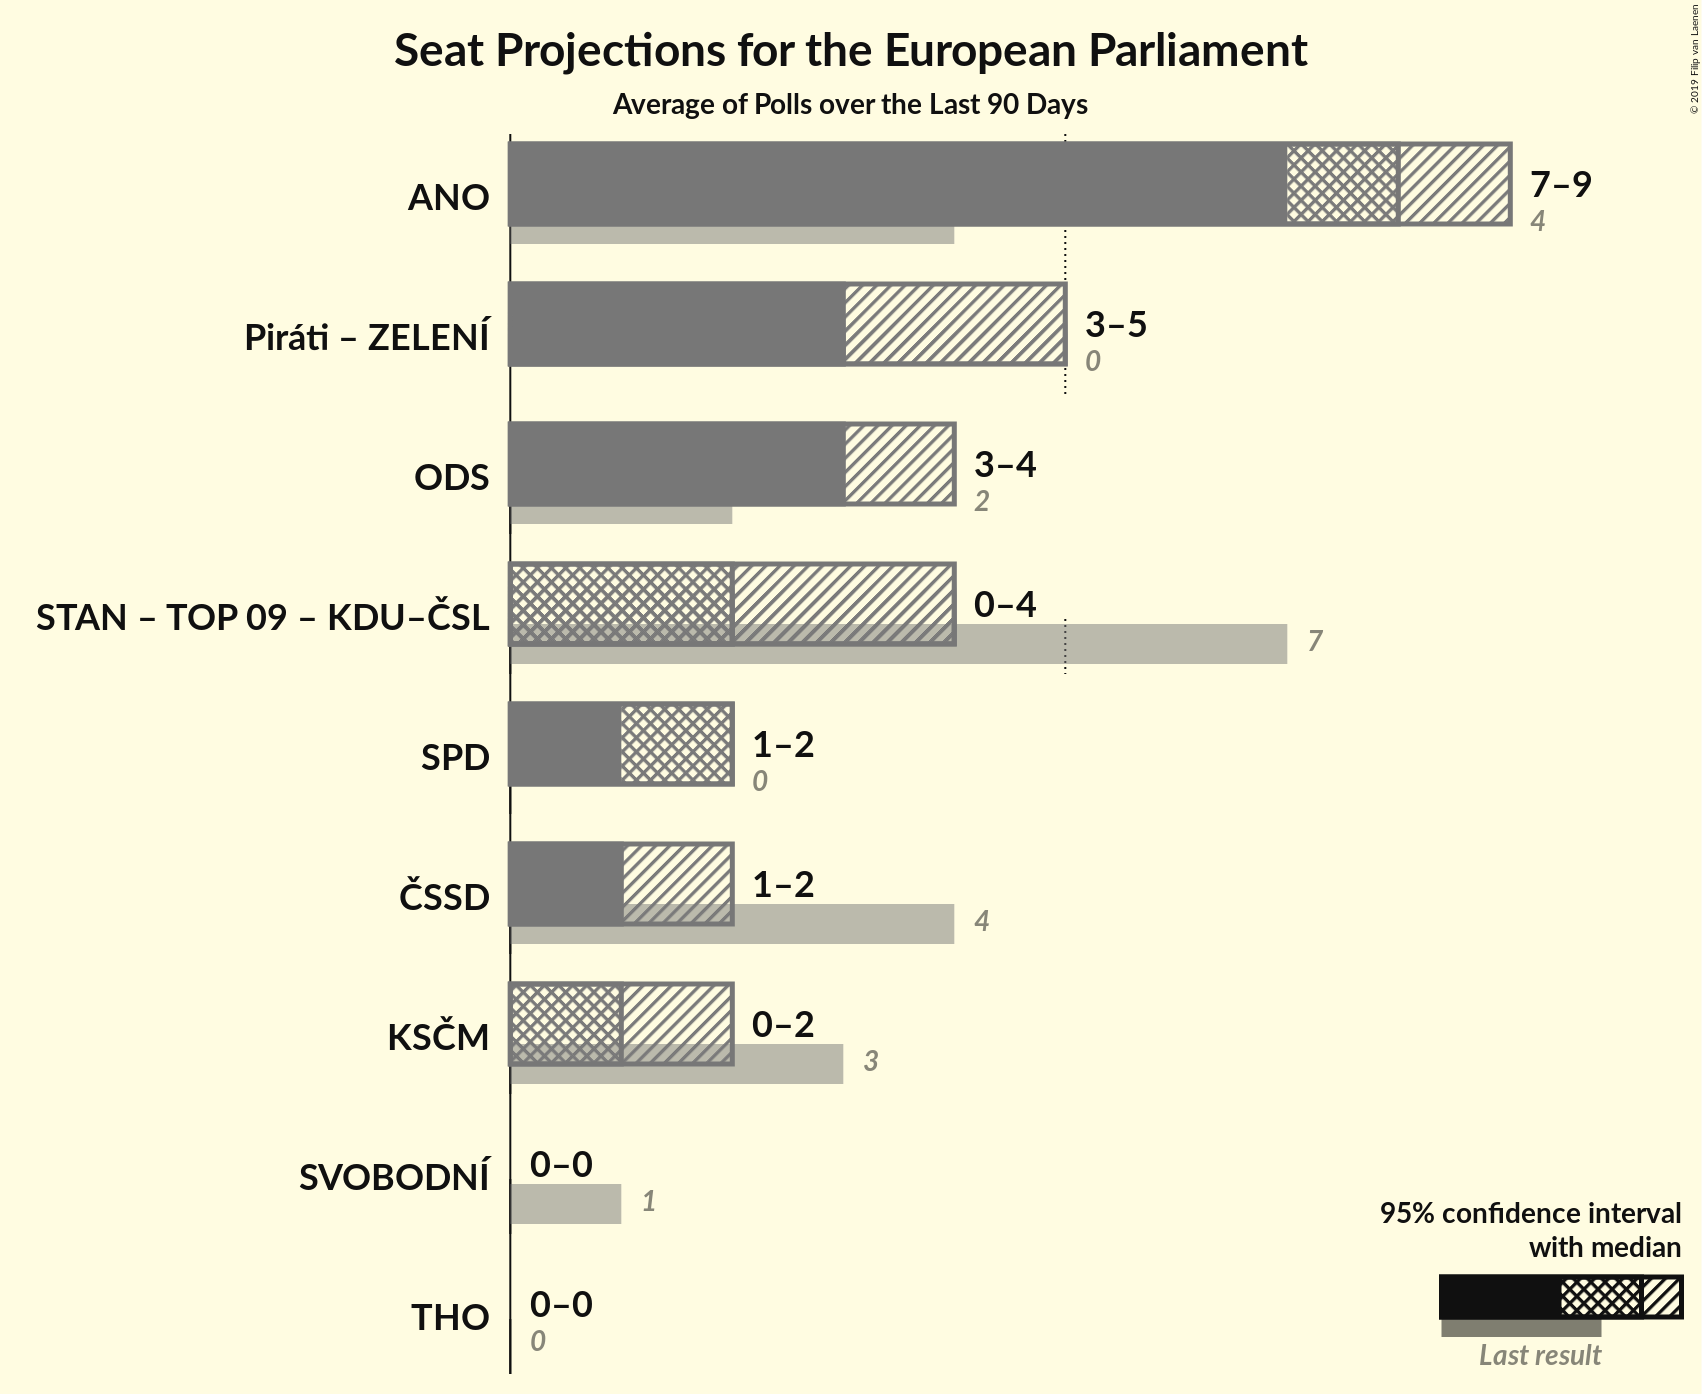 Seat Projections for the European Parliament
Average of Polls over the Last 90 Days
© 2019 Filip van Laenen
ANO
7–9
4
Piráti – ZELENÍ
3–5
0
ODS
3–4
2
STAN – TOP 09 – KDU–ČSL
0–4
7
SPD
1–2
0
ČSSD
1–2
4
KSČM
0–2
3
SVOBODNÍ
0–0
1
THO
0–0
0
95% confidence interval
with median
Last result